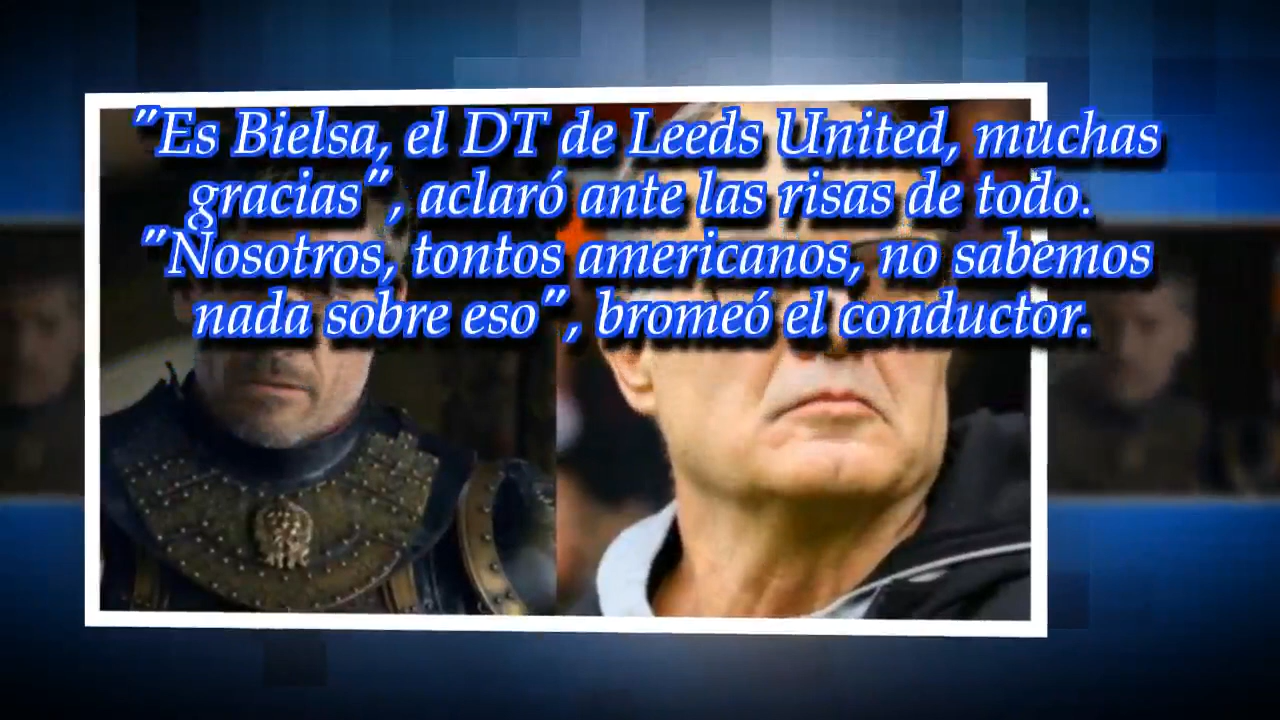 "Es Bielsa, el DT de Leeds United, muchas
gracias", aclaró ante las risas de todo.
"Nosotros, tontos americanos, no sabemos
nada sobre eso", bromeó el conductor.